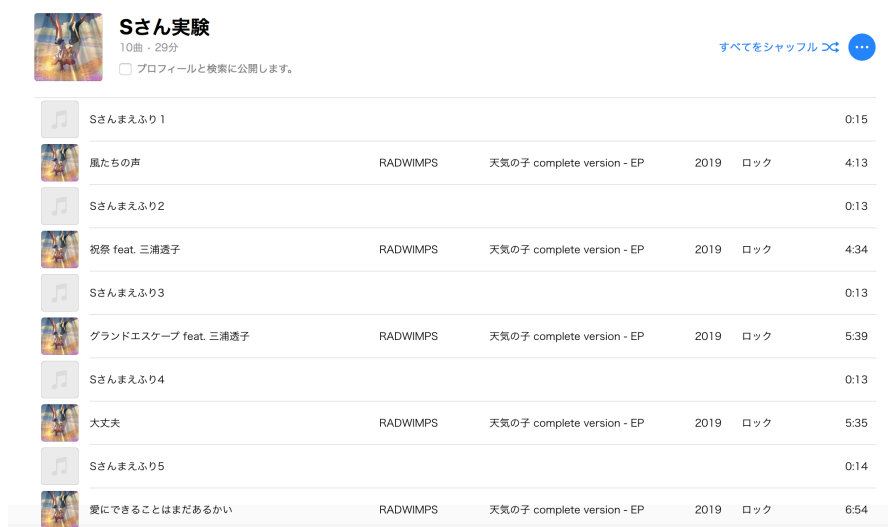 Sさん実験
10曲・29分
すべてをシャッフル
プロフィールと検索に公開します。
Sさんまえふり1 0:15
風たちの声 RADWIMPS 天気の子 complete version - EP 2019 ロック 4:13
Sさんまえふり2 0:13
祝祭 feat. 三浦透子 RADWIMPS 天気の子 complete version - EP 2019 ロック 4:34
Sさんまえふり3 0:13
グランドエスケープ feat. 三浦透子 RADWIMPS 天気の子 complete version - EP 2019 ロック 5:39
Sさんまえふり4 0:13
大丈夫 RADWIMPS 天気の子 complete version - EP 2019 ロック 5:35
Sさんまえふり5 0:14
愛にできることはまだあるかい RADWIMPS 天気の子 complete version - EP 2019 ロック 6:54